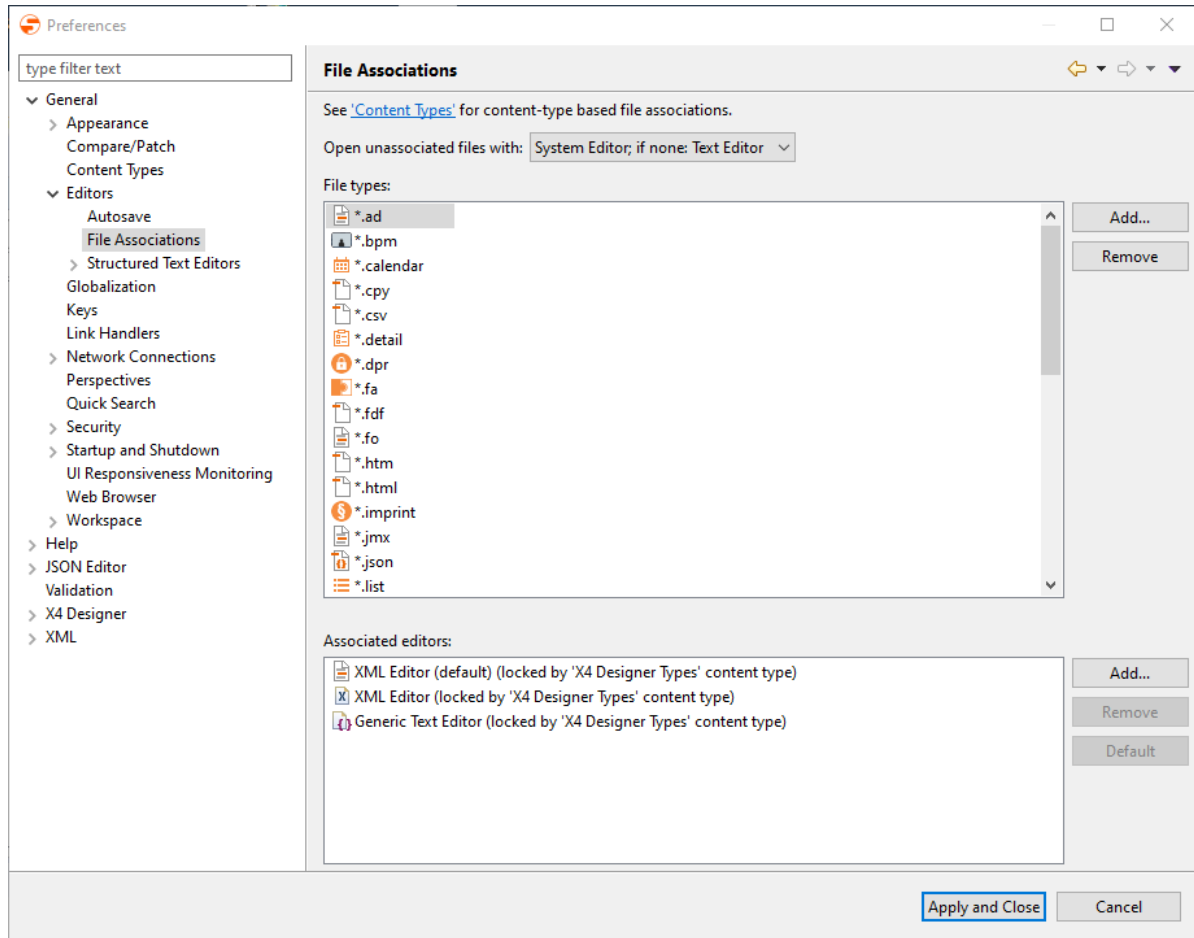 Preferences
type filter text
General
Appearance
Compare/Patch
Content Types
Editors
Autosave
File Associations
Structured Text Editors
Globalization
Keys
Link Handlers
Network Connections
Perspectives
Quick Search
Security
Startup and Shutdown
UI Responsiveness Monitoring
Web Browser
Workspace
Help
JSON Editor
Validation
X4 Designer
XML
File Associations
See 'Content Types' for content-type based file associations.
Open unassociated files with: System Editor; if none: Text Editor
File types:
*.ad
*.bpm
*.calendar
*.cpy
*.csv
*.detail
*.dpr
*.fa
*.fdf
*.fo
*.htm
*.html
*.imprint
*.jmx
*.json
*.list
Add...
Remove
Associated editors:
XML Editor (default) (locked by 'X4 Designer Types' content type)
XML Editor (locked by 'X4 Designer Types' content type)
Generic Text Editor (locked by 'X4 Designer Types' content type)
Add...
Remove
Default
Apply and Close
Cancel